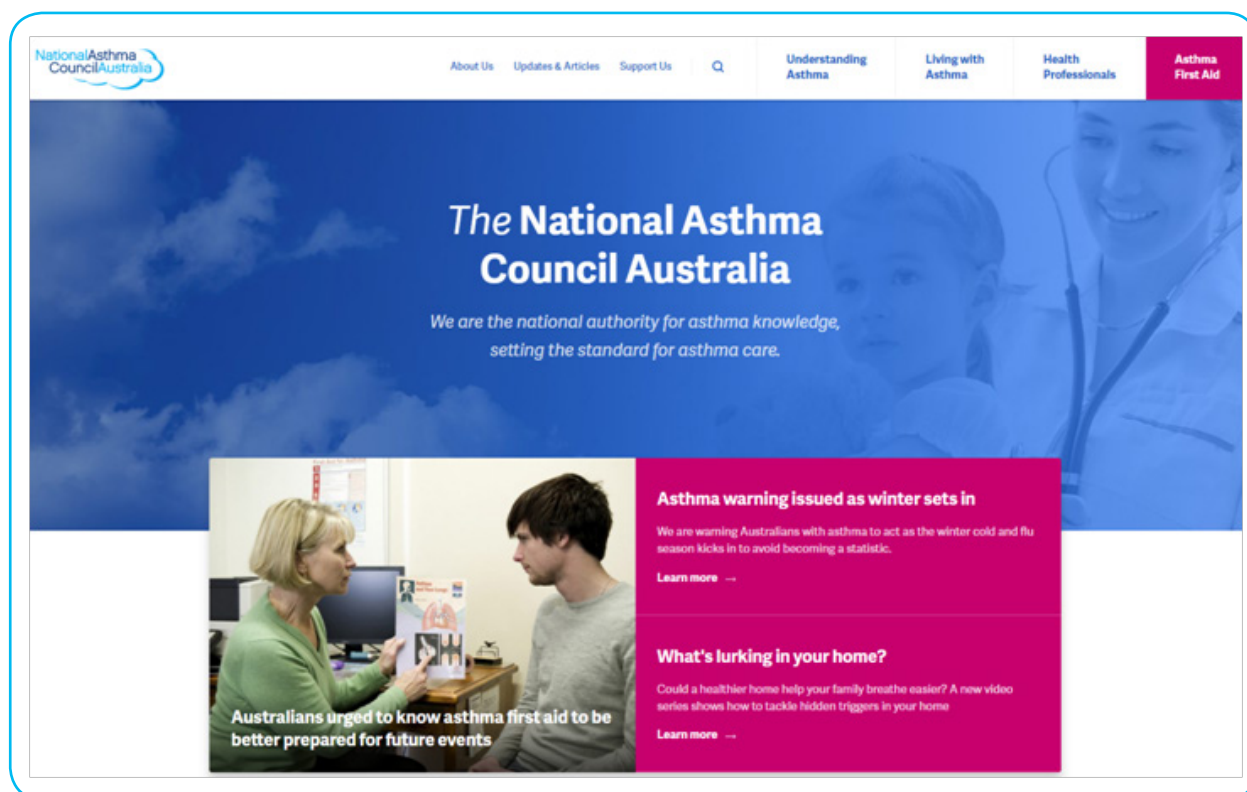 NationalAsthma
CouncilAustralia
About Us
Updates & Articles
Support Us
Understanding
Asthma
Living with
Asthma
Health
Professionals
Asthma
First Aid
The National Asthma
Council Australia
We are the national authority for asthma knowledge,
setting the standard for asthma care.
Australians urged to know asthma first aid to be
better prepared for future events
Asthma warning issued as winter sets in
We are warning Australians with asthma to act as the winter cold and flu
season kicks in to avoid becoming a statistic.
Learn more →
What's lurking in your home?
Could a healthier home help your family breathe easier? A new video
series shows how to tackle hidden triggers in your home
Learn more →